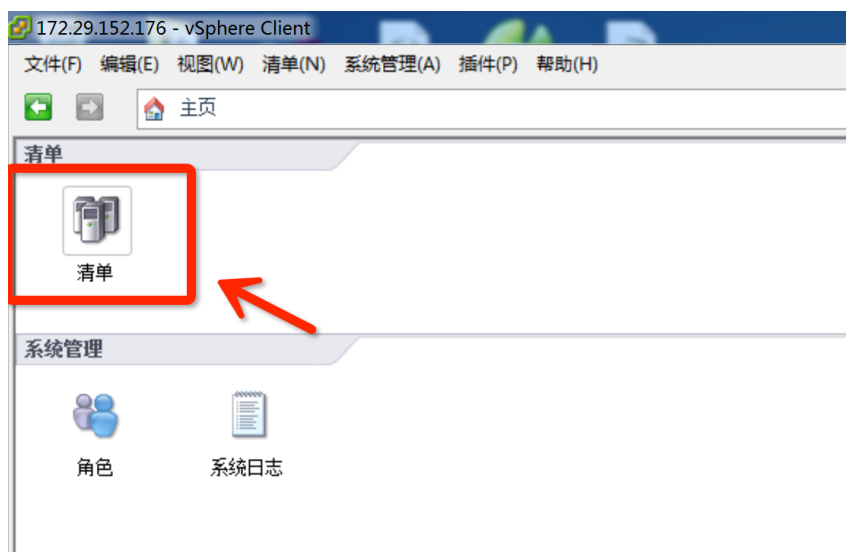 172.29.152.176 - vSphere Client
文件(F) 编辑(E) 视图(W) 清单(N) 系统管理(A) 插件(P) 帮助(H)
主页
清单
清单
系统管理
角色 系统日志